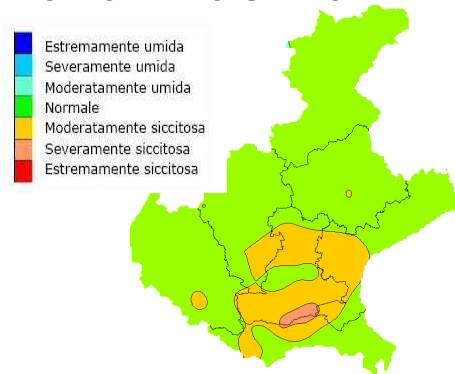 Estremamente umida
Severamente umida
Moderatamente umida
Normale
Moderatamente siccitosa
Severamente siccitosa
Estremamente siccitosa